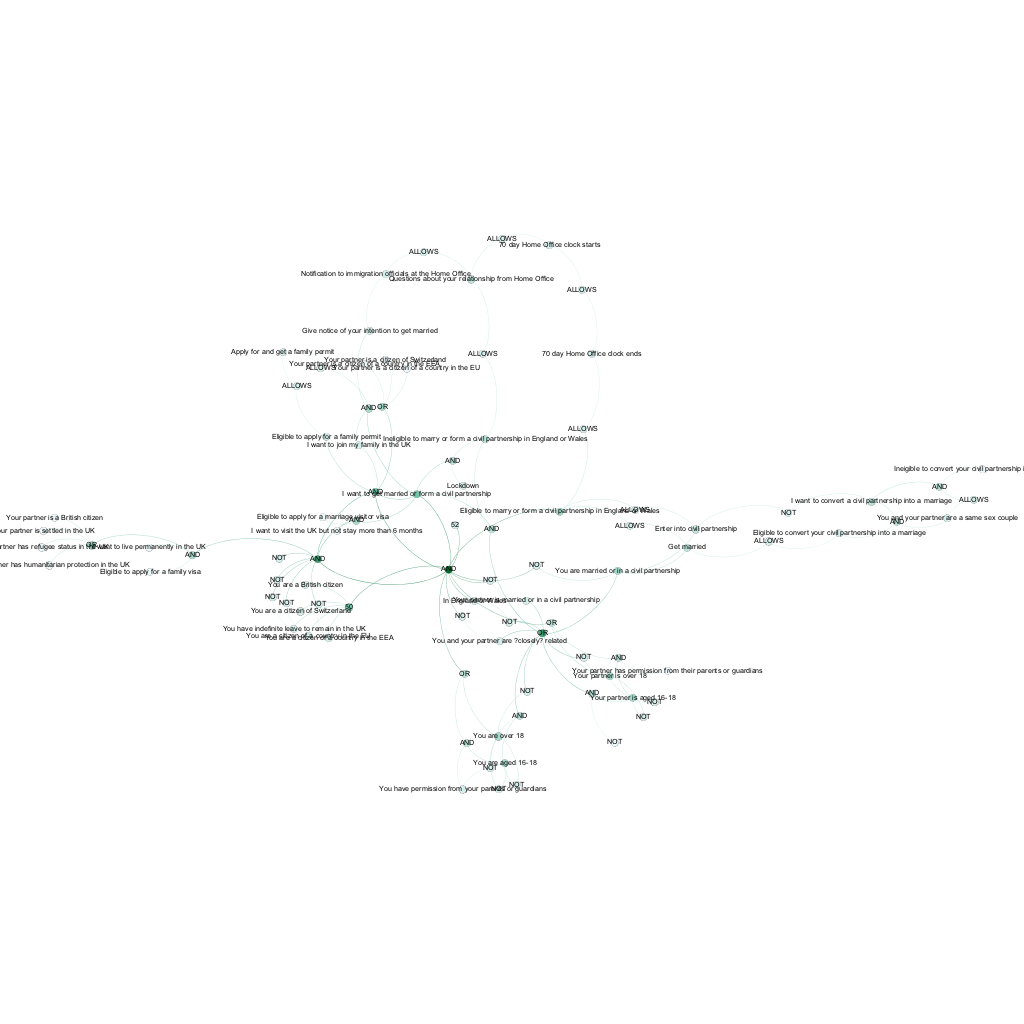 ALLOWS
70 day Home Office clock starts
ALLOWS
Notification to immigration officials at the Home Office
Questions about your relationship from Home Office
ALLOWS
Give notice of your intention to get married
Apply for and get a family permit
ALLOWS
70 day Home Office clock ends
Your partner is a citizen of Switzerland
Your partner is a citizen of a country in the EEA
ALLOWS
Your partner is a citizen of a country in the EU
ALLOWS
AND
OR
ALLOWS
Eligible to apply for a family permit
Ineligible to marry or form a civil partnership in England or Wales
I want to join my family in the UK
AND
Ineligible to convert your civil partnership i
Lockdown
AND
I want to get married or form a civil partnership
AND
I want to convert a civil partnership into a marriage
ALLOWS
Eligible to marry or form a civil partnership in England or Wales
ALLOWS
NOT
Your partner is a British citizen
Eligible to apply for a marriage visitor visa
AND
You and your partner are a same sex couple
AND
52
ALLOWS
our partner is settled in the UK
I want to visit the UK but not stay more than 6 months
AND
Enter into civil partnership
Eligible to convert your civil partnership into a marriage
ALLOWS
rtner has refugee status in the UK
OR
I want to live permanently in the UK
AND
Get married
NOT
AND
ner has humanitarian protection in the UK
Eligible to apply for a family visa
NOT
AND
NOT
You are married or in a civil partnership
NOT
You are a British citizen
NOT
NOT
NOT
50
In England or Wales
Your partner is married or in a civil partnership
You are a citizen of Switzerland
NOT
NOT
OR
You have indefinite leave to remain in the UK
You are a citizen of a country in the EU
You are a citizen of a country in the EEA
OR
You and your partner are ?closely? related
NOT
AND
OR
Your partner has permission from their parents or guardians
Your partner is over 18
NOT
AND
Your partner is aged 16-18
NOT
AND
NOT
You are over 18
AND
NOT
You are aged 16-18
NOT
NOT
You have permission from your parents or guardians
NOT